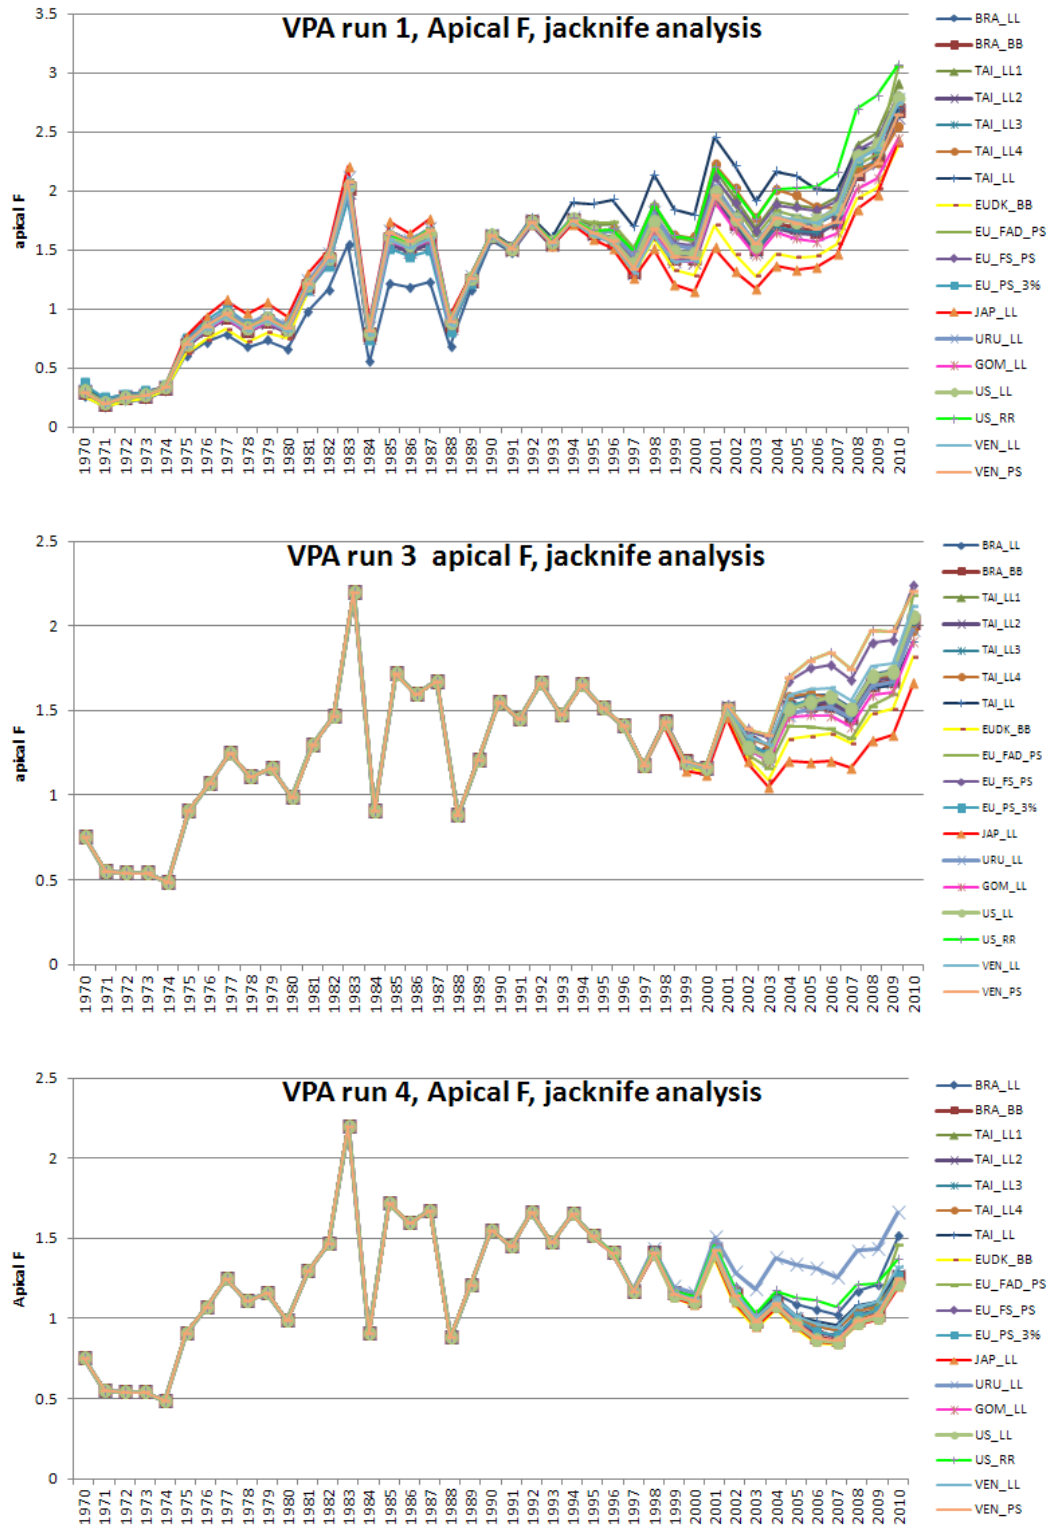 VPA run 1, Apical F, jacknife analysis
3.5
3
2.5
2
1.5
1
0.5
0
apical F
1970 1971 1972 1973 1974 1975 1976 1977 1978 1979 1980 1981 1982 1983 1984 1985 1986 1987 1988 1989 1990 1991 1992 1993 1994 1995 1996 1997 1998 1999 2000 2001 2002 2003 2004 2005 2006 2007 2008 2009 2010
BRA_LL
BRA_BB
TAI_LL1
TAI_LL2
TAI_LL3
TAI_LL4
TAI_LL
EUDK_BB
EU_FAD_PS
EU_FS_PS
EU_PS_3%
JAP_LL
URU_LL
GOM_LL
US_LL
US_RR
VEN_LL
VEN_PS
VPA run 3 apical F, jacknife analysis
2.5
2
1.5
1
0.5
0
apical F
1970 1971 1972 1973 1974 1975 1976 1977 1978 1979 1980 1981 1982 1983 1984 1985 1986 1987 1988 1989 1990 1991 1992 1993 1994 1995 1996 1997 1998 1999 2000 2001 2002 2003 2004 2005 2006 2007 2008 2009 2010
BRA_LL
BRA_BB
TAI_LL1
TAI_LL2
TAI_LL3
TAI_LL4
TAI_LL
EUDK_BB
EU_FAD_PS
EU_FS_PS
EU_PS_3%
JAP_LL
URU_LL
GOM_LL
US_LL
US_RR
VEN_LL
VEN_PS
VPA run 4, Apical F, jacknife analysis
2.5
2
1.5
1
0.5
0
Apical F
1970 1971 1972 1973 1974 1975 1976 1977 1978 1979 1980 1981 1982 1983 1984 1985 1986 1987 1988 1989 1990 1991 1992 1993 1994 1995 1996 1997 1998 1999 2000 2001 2002 2003 2004 2005 2006 2007 2008 2009 2010
BRA_LL
BRA_BB
TAI_LL1
TAI_LL2
TAI_LL3
TAI_LL4
TAI_LL
EUDK_BB
EU_FAD_PS
EU_FS_PS
EU_PS_3%
JAP_LL
URU_LL
GOM_LL
US_LL
US_RR
VEN_LL
VEN_PS